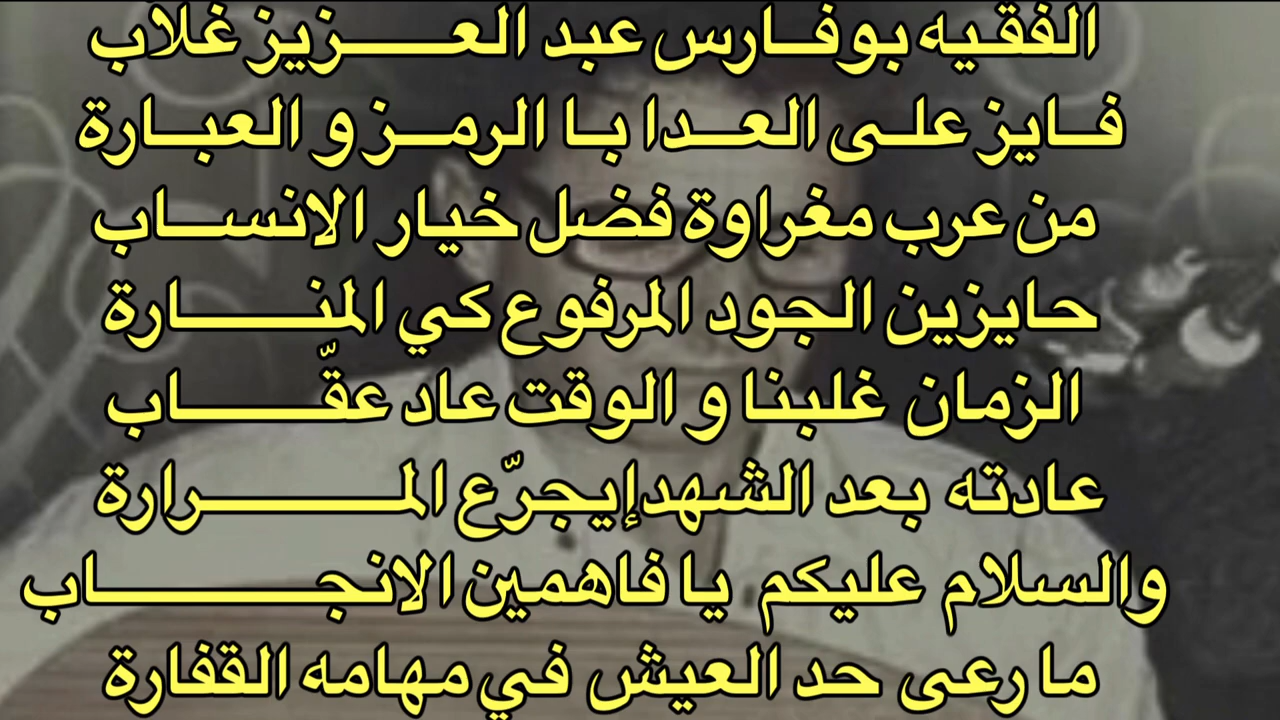 الفقيه بوفارس عبد العزيز غلاب
فايز على العدا با الرمز و العبارة
من عرب مغراوة فضل خيار الانساب
حايزين الجود المرفوع كي المنارة
الزمان غلبنا و الوقت عاد عقّاب
عادته بعد الشهد إيجرّع المرارة
والسلام عليكم يا فاهمين الانجاب
ما رعى حد العيش في مهامه القفارة